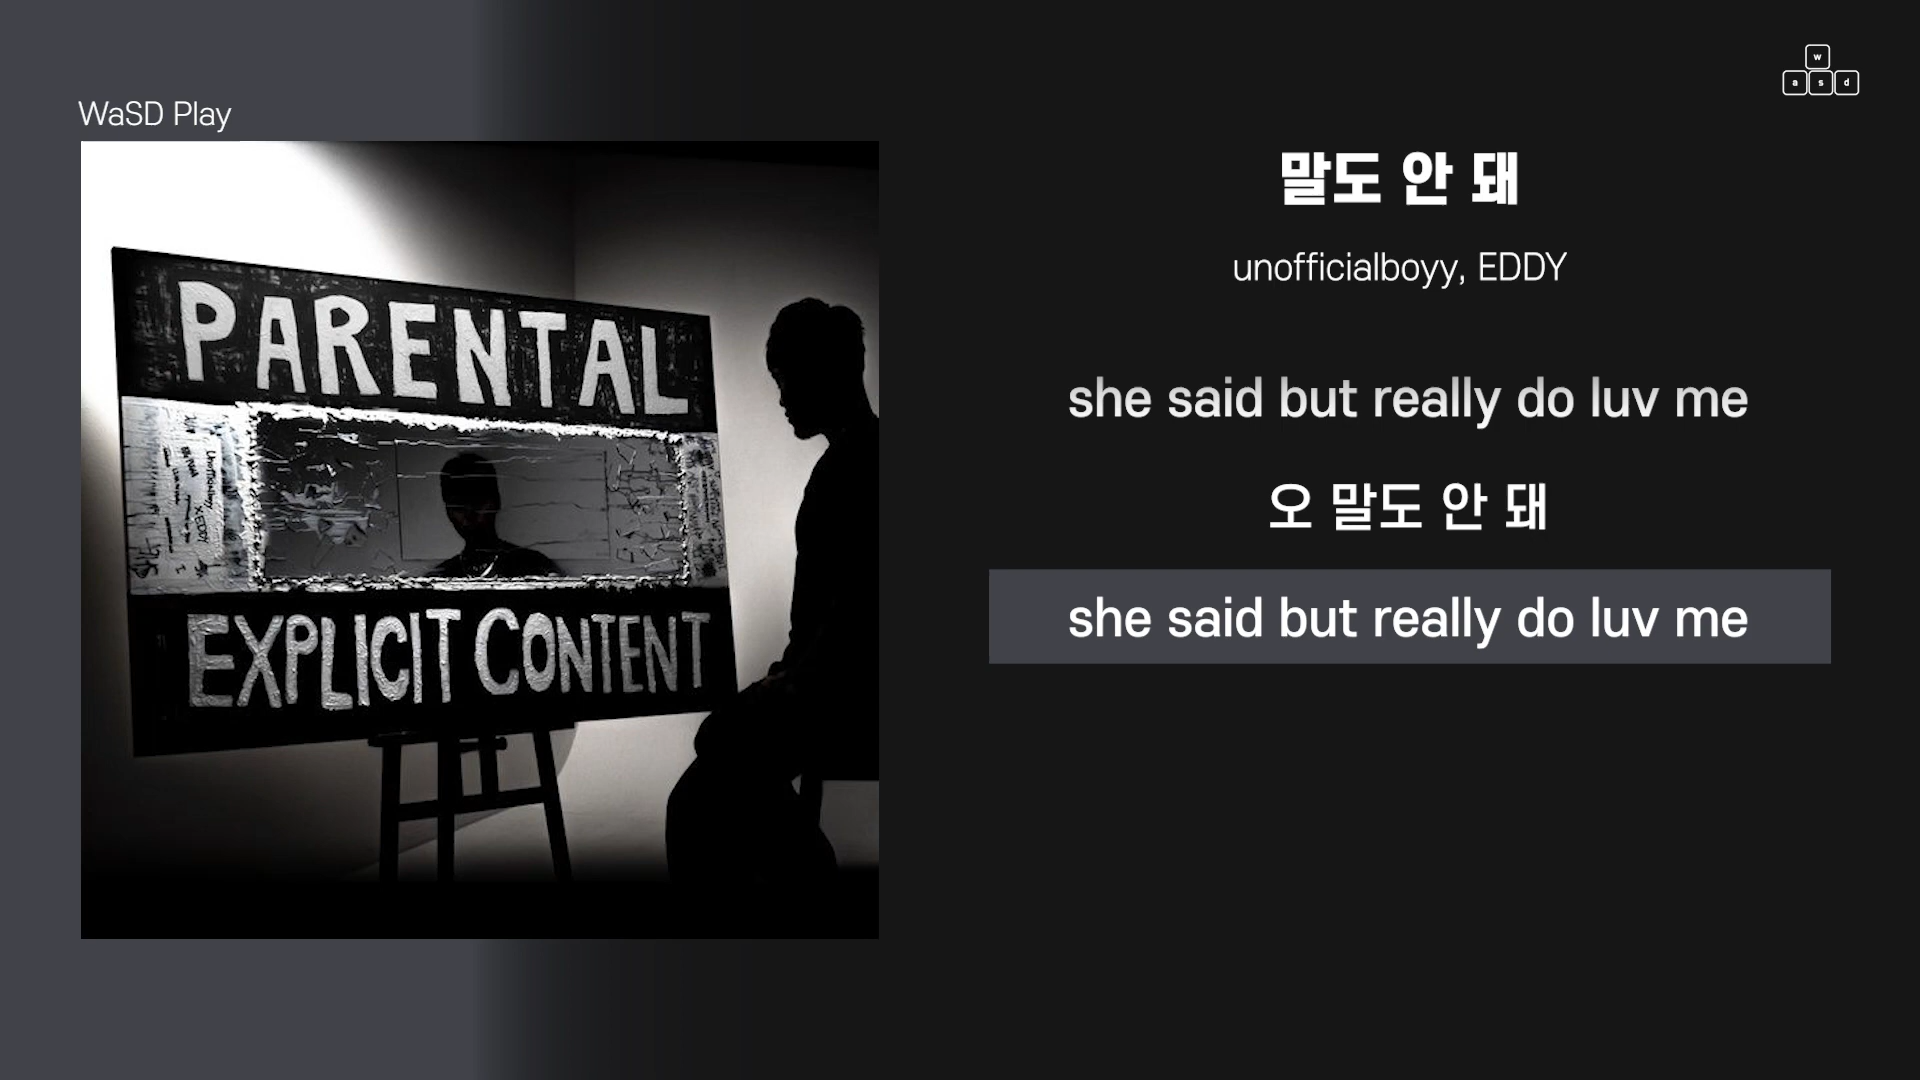 WaSD Play
w
a s d
PARENTAL
EXPLICIT CONTENT
말도 안 돼
unofficialboyy, EDDY
she said but really do luv me
오 말도 안 돼
she said but really do luv me